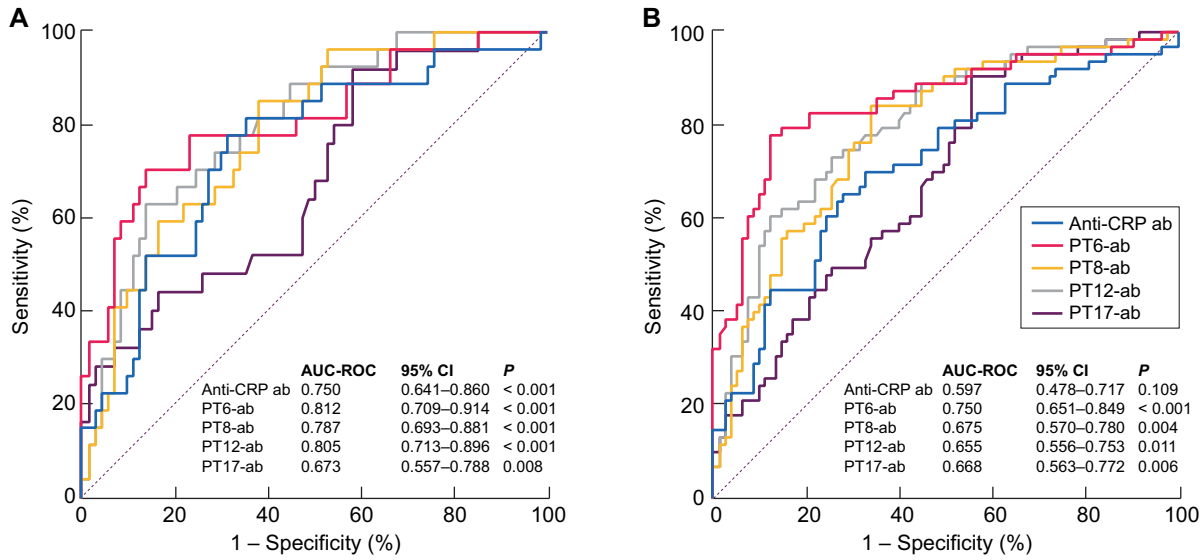 A
100
80
60
40
20
0
Sensitivity (%)
AUC-ROC 95% CI P
Anti-CRP ab 0.750 0.641–0.860 < 0.001
PT6-ab 0.812 0.709–0.914 < 0.001
PT8-ab 0.787 0.693–0.881 < 0.001
PT12-ab 0.805 0.713–0.896 < 0.001
PT17-ab 0.673 0.557–0.788 0.008
0 20 40 60 80 100
1 – Specificity (%)
B
100
80
60
40
20
0
Sensitivity (%)
Anti-CRP ab
PT6-ab
PT8-ab
PT12-ab
PT17-ab
AUC-ROC 95% CI P
Anti-CRP ab 0.597 0.478–0.717 0.109
PT6-ab 0.750 0.651–0.849 < 0.001
PT8-ab 0.675 0.570–0.780 0.004
PT12-ab 0.655 0.556–0.753 0.011
PT17-ab 0.668 0.563–0.772 0.006
0 20 40 60 80 100
1 – Specificity (%)